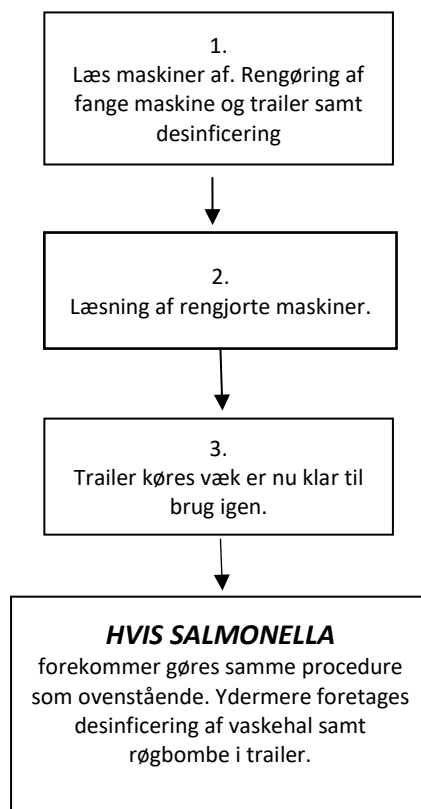 1.
Læs maskiner af. Rengøring af
fange maskine og trailer samt
desinficering
2.
Læsning af rengjorte maskiner.
3.
Trailer køres væk er nu klar til
brug igen.
HVIS SALMONELLA
forekommer gøres samme procedure
som ovenstående. Ydermere foretages
desinficering af vaskehal samt
røgbombe i trailer.